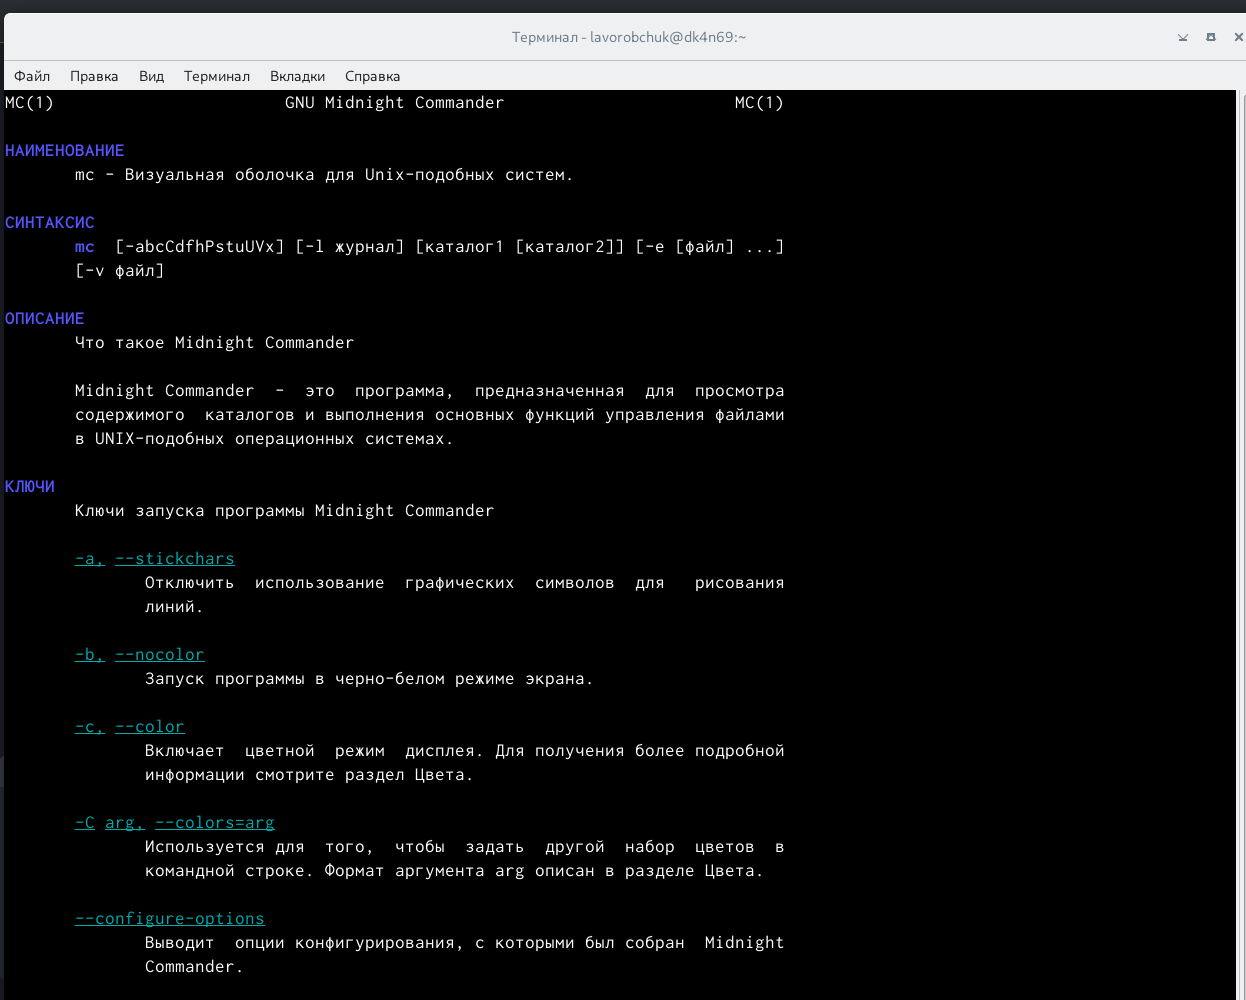 Терминал - lavorobchuk@dk4n69:~
Файл Правка Вид Терминал Вкладки Справка
MC(1) GNU Midnight Commander MC(1)
НАИМЕНОВАНИЕ
mc - Визуальная оболочка для Unix-подобных систем.
СИНТАКСИС
mc [-abcCdfhPstuUVx] [-l журнал] [каталог1 [каталог2]] [-e [файл] ...]
[-v файл]
ОПИСАНИЕ
Что такое Midnight Commander
Midnight Commander - это программа, предназначенная для просмотра
содержимого каталогов и выполнения основных функций управления файлами
в UNIX-подобных операционных системах.
КЛЮЧИ
Ключи запуска программы Midnight Commander
-a, --stickchars
Отключить использование графических символов для рисования
линий.
-b, --nocolor
Запуск программы в черно-белом режиме экрана.
-c, --color
Включает цветной режим дисплея. Для получения более подробной
информации смотрите раздел Цвета.
-C arg, --colors=arg
Используется для того, чтобы задать другой набор цветов в
командной строке. Формат аргумента arg описан в разделе Цвета.
--configure-options
Выводит опции конфигурирования, с которыми был собран Midnight
Commander.